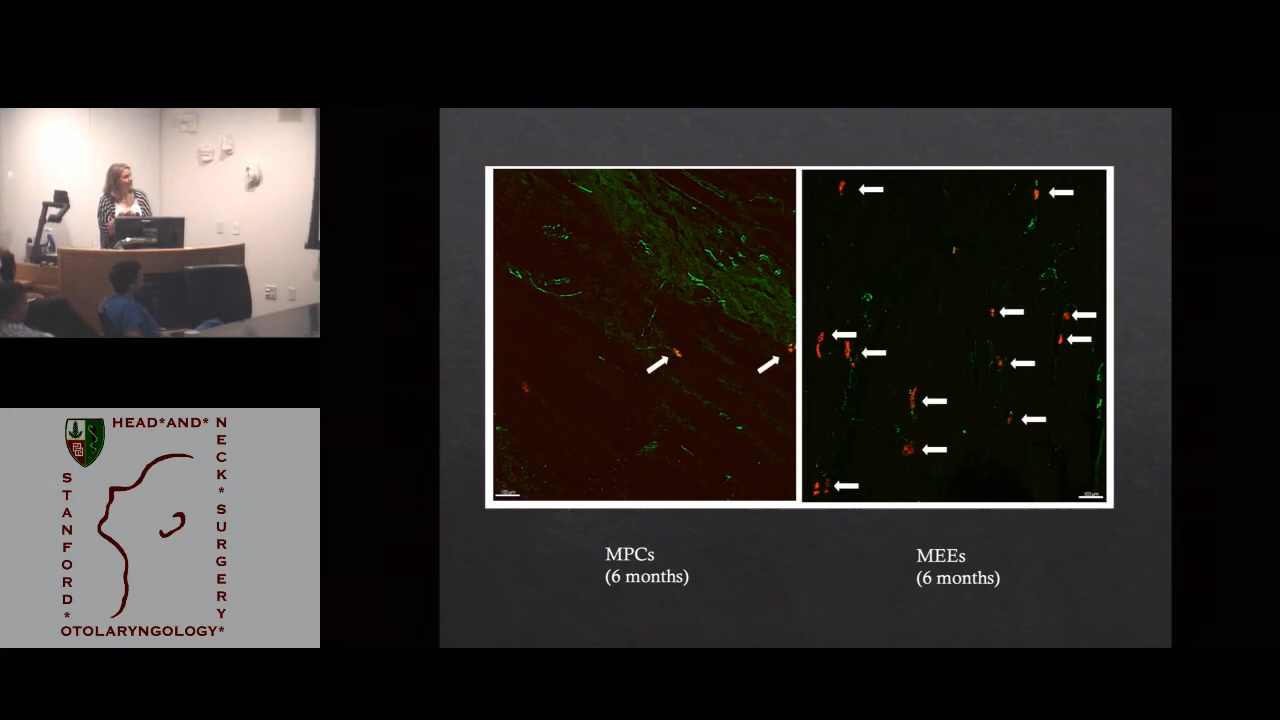 HEAD*AND*
NECK*SURGERY*
STANFORD*
OTOLARYNGOLOGY*
MPCs
(6 months)
MEEs
(6 months)